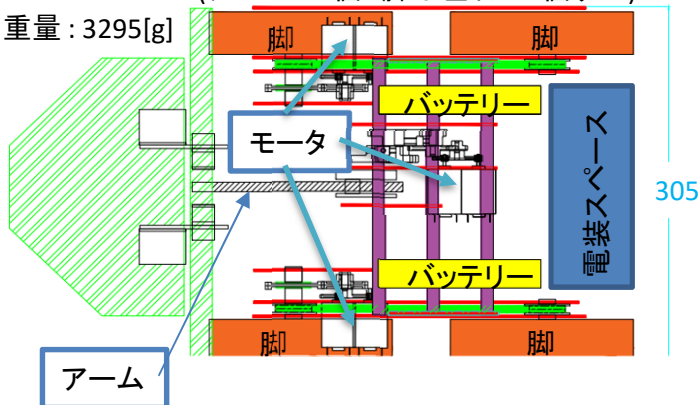 重量 : 3295[g]
脚
脚
バッテリー
モータ
電装スペース
305
バッテリー
脚
脚
アーム